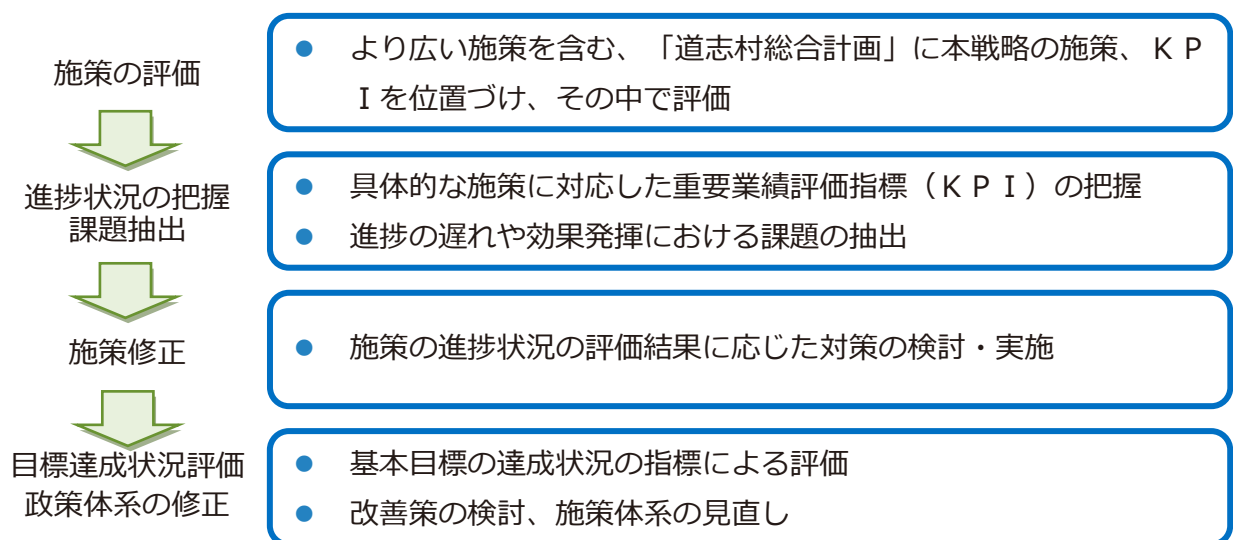 施策の評価
● より広い施策を含む、「道志村総合計画」に本戦略の施策、ＫＰ
Ｉを位置づけ、その中で評価
進捗状況の把握
課題抽出
● 具体的な施策に対応した重要業績評価指標（ＫＰＩ）の把握
● 進捗の遅れや効果発揮における課題の抽出
施策修正
● 施策の進捗状況の評価結果に応じた対策の検討・実施
目標達成状況評価
政策体系の修正
● 基本目標の達成状況の指標による評価
● 改善策の検討、施策体系の見直し